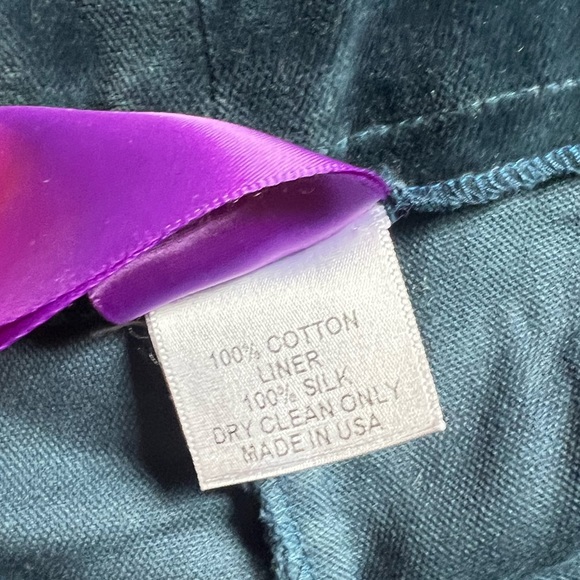 100% COTTON
LINER
100% SILK
DRY CLEAN ONLY
MADE IN USA